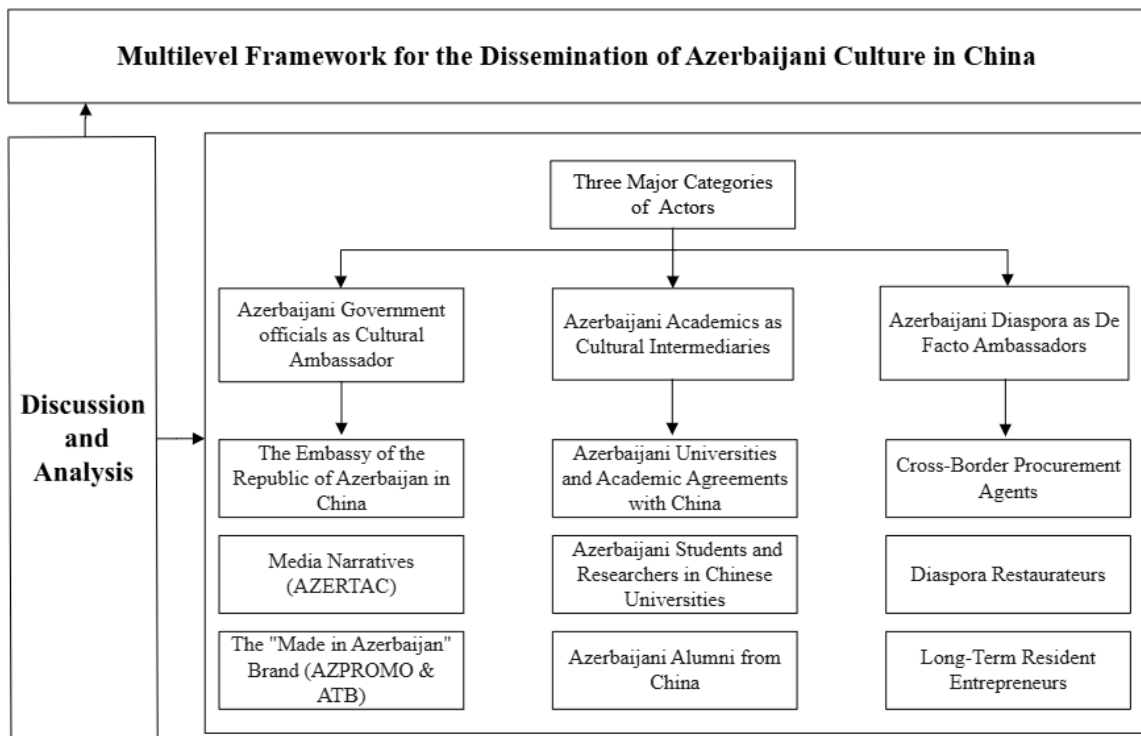 Multilevel Framework for the Dissemination of Azerbaijani Culture in China
Discussion
and
Analysis
Three Major Categories
of Actors
Azerbaijani Government
officials as Cultural
Ambassador
Azerbaijani Academics as
Cultural Intermediaries
Azerbaijani Diaspora as De
Facto Ambassadors
The Embassy of the
Republic of Azerbaijan in
China
Azerbaijani Universities
and Academic Agreements
with China
Cross-Border Procurement
Agents
Media Narratives
(AZERTAC)
Azerbaijani Students and
Researchers in Chinese
Universities
Diaspora Restaurateurs
The "Made in Azerbaijan"
Brand (AZPROMO &
ATB)
Azerbaijani Alumni from
China
Long-Term Resident
Entrepreneurs